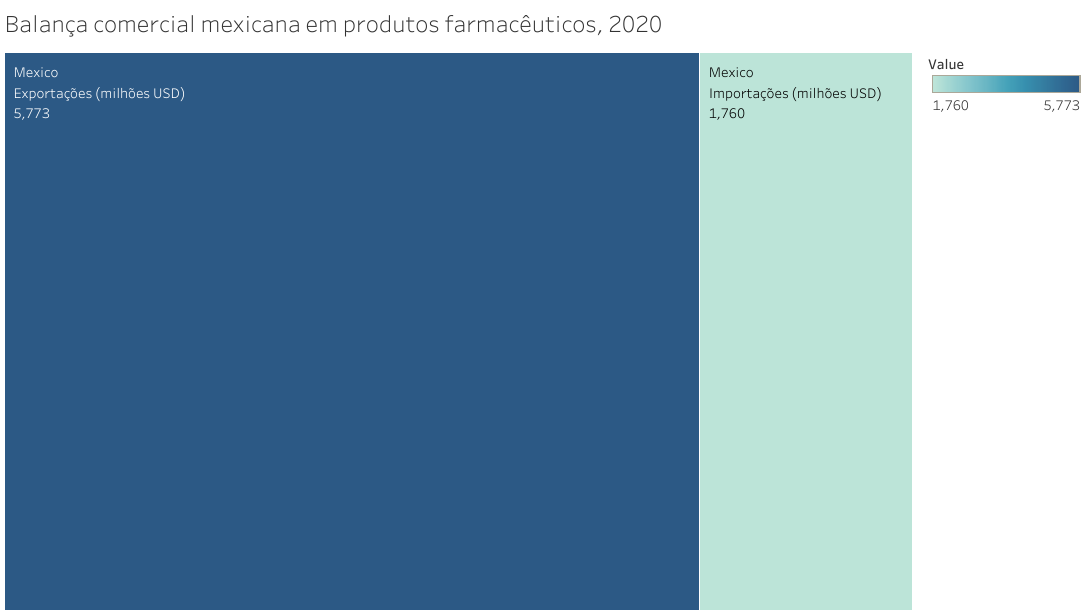 Balança comercial mexicana em produtos farmacêuticos, 2020
Mexico
Exportações (milhões USD)
5,773
Mexico
Importações (milhões USD)
1,760
Value
1,760 5,773